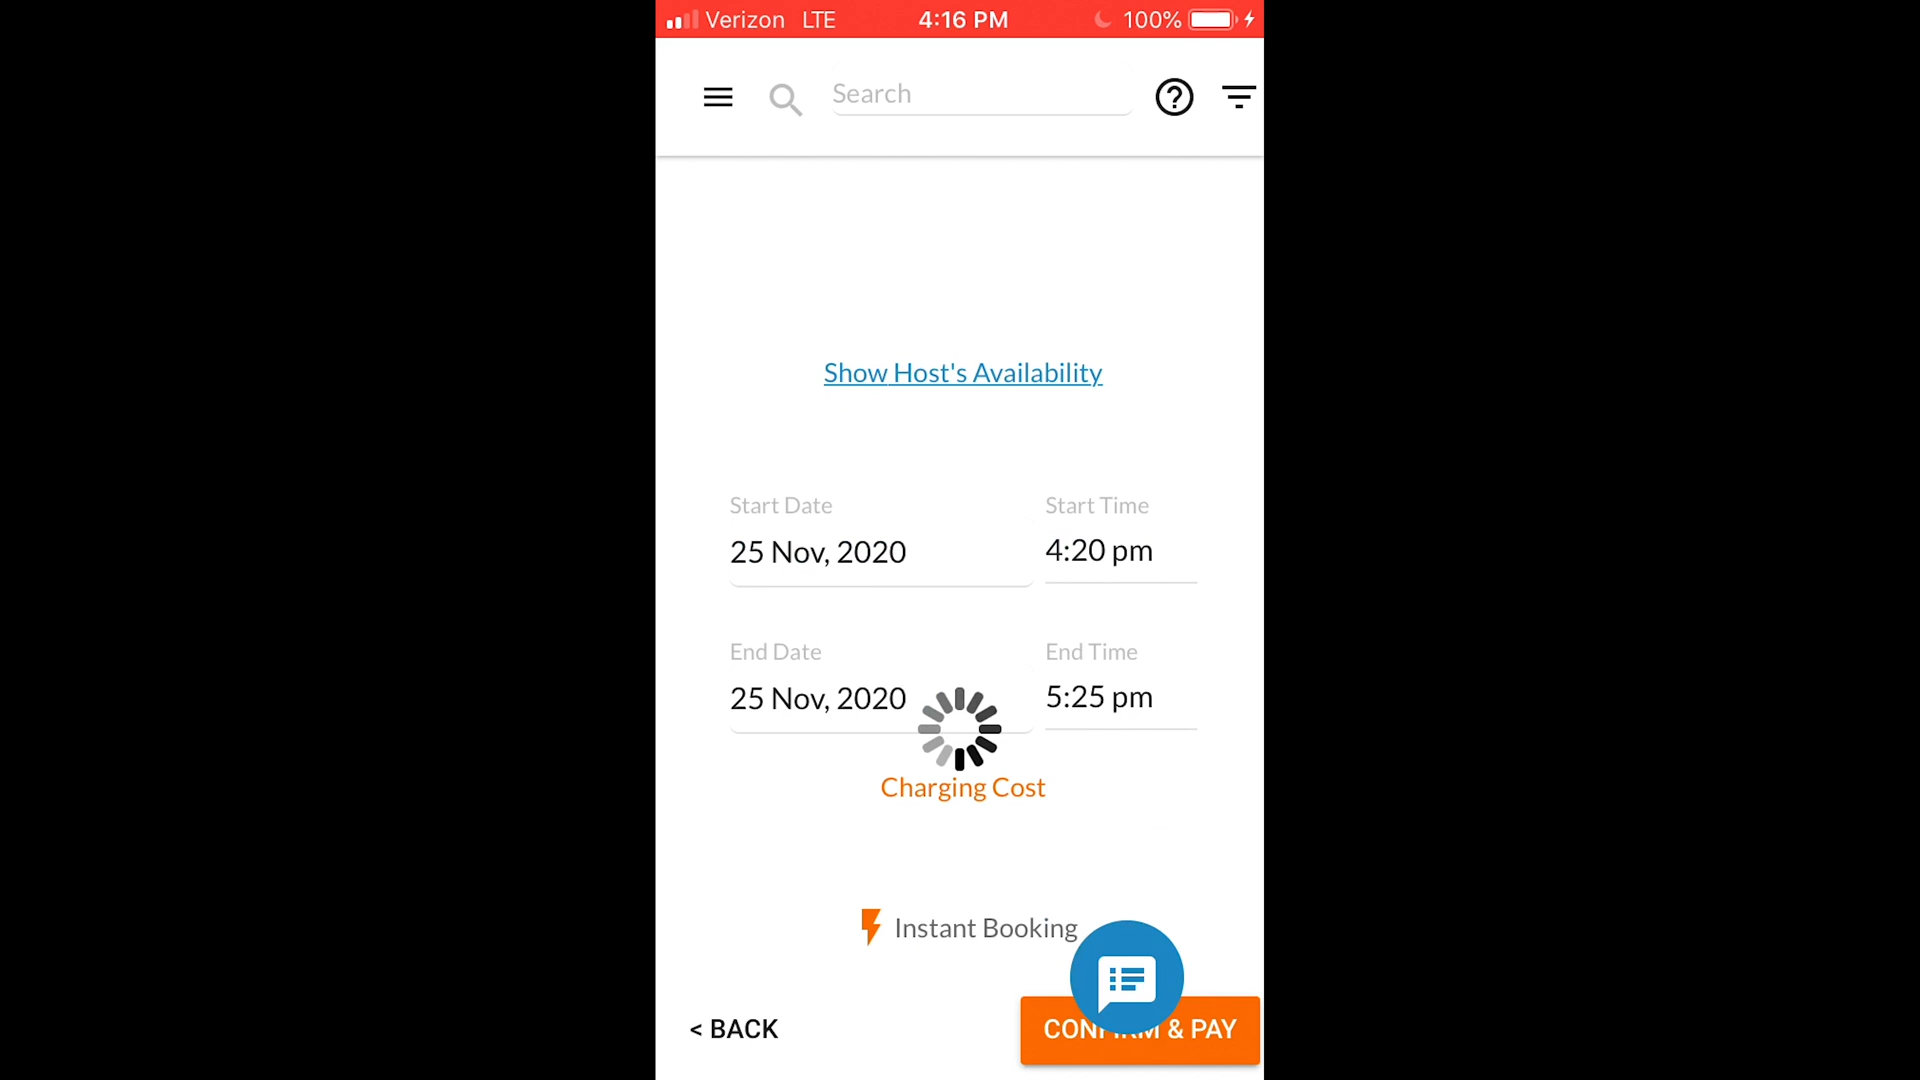 Verizon LTE 4:16 PM 100%
Search
Show Host's Availability
Start Date Start Time
25 Nov, 2020 4:20 pm
End Date End Time
25 Nov, 2020 5:25 pm
Charging Cost
Instant Booking
< BACK CONFIRM & PAY